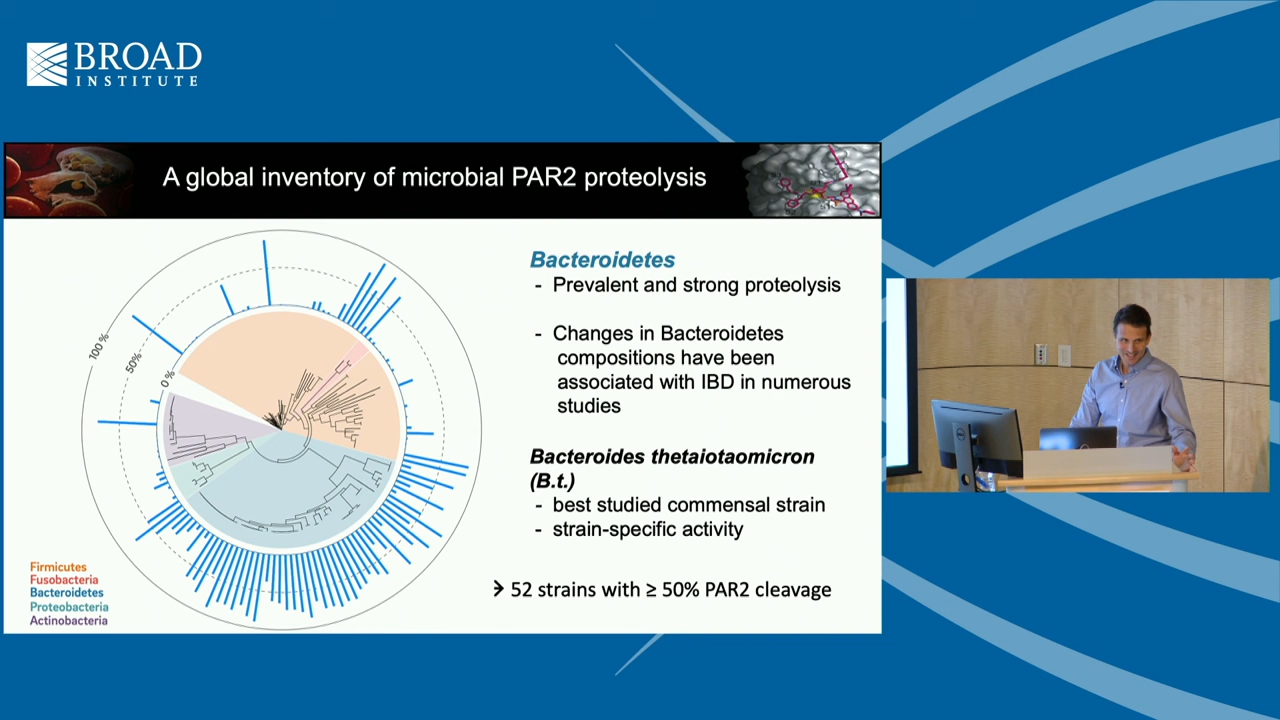 BROAD
INSTITUTE
A global inventory of microbial PAR2 proteolysis
100 %
50%
0 %
Firmicutes
Fusobacteria
Bacteroidetes
Proteobacteria
Actinobacteria
Bacteroidetes
- Prevalent and strong proteolysis
- Changes in Bacteroidetes
compositions have been
associated with IBD in numerous
studies
Bacteroides thetaiotaomicron
(B.t.)
- best studied commensal strain
- strain-specific activity
➔ 52 strains with ≥ 50% PAR2 cleavage